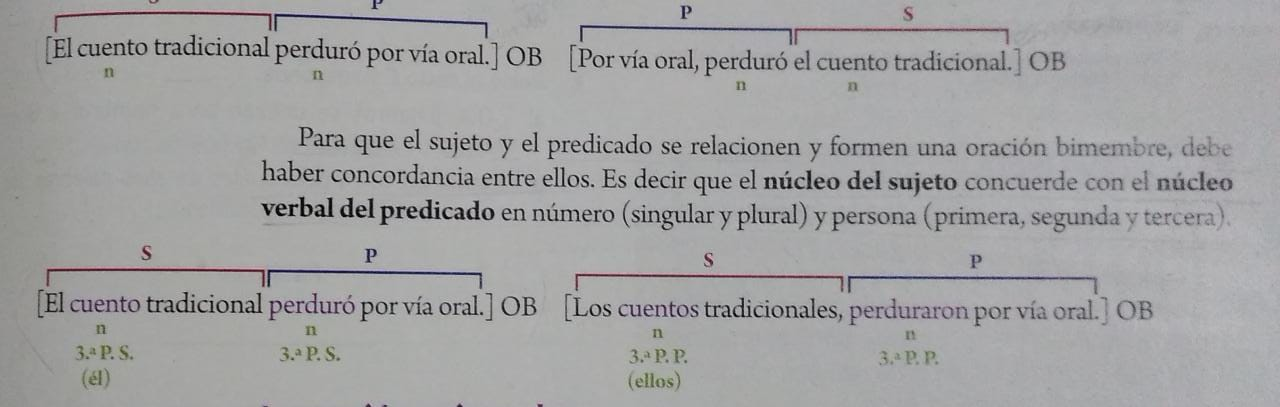 P
[El cuento tradicional perduró por vía oral.] OB
n n
P S
[Por vía oral, perduró el cuento tradicional.] OB
n n
Para que el sujeto y el predicado se relacionen y formen una oración bimembre, debe
haber concordancia entre ellos. Es decir que el núcleo del sujeto concuerde con el núcleo
verbal del predicado en número (singular y plural) y persona (primera, segunda y tercera).
S P
[El cuento tradicional perduró por vía oral.] OB
n n
3.ª P. S. 3.ª P. S.
(él)
S P
[Los cuentos tradicionales, perduraron por vía oral.] OB
n n
3.ª P. P. 3.ª P. P.
(ellos)